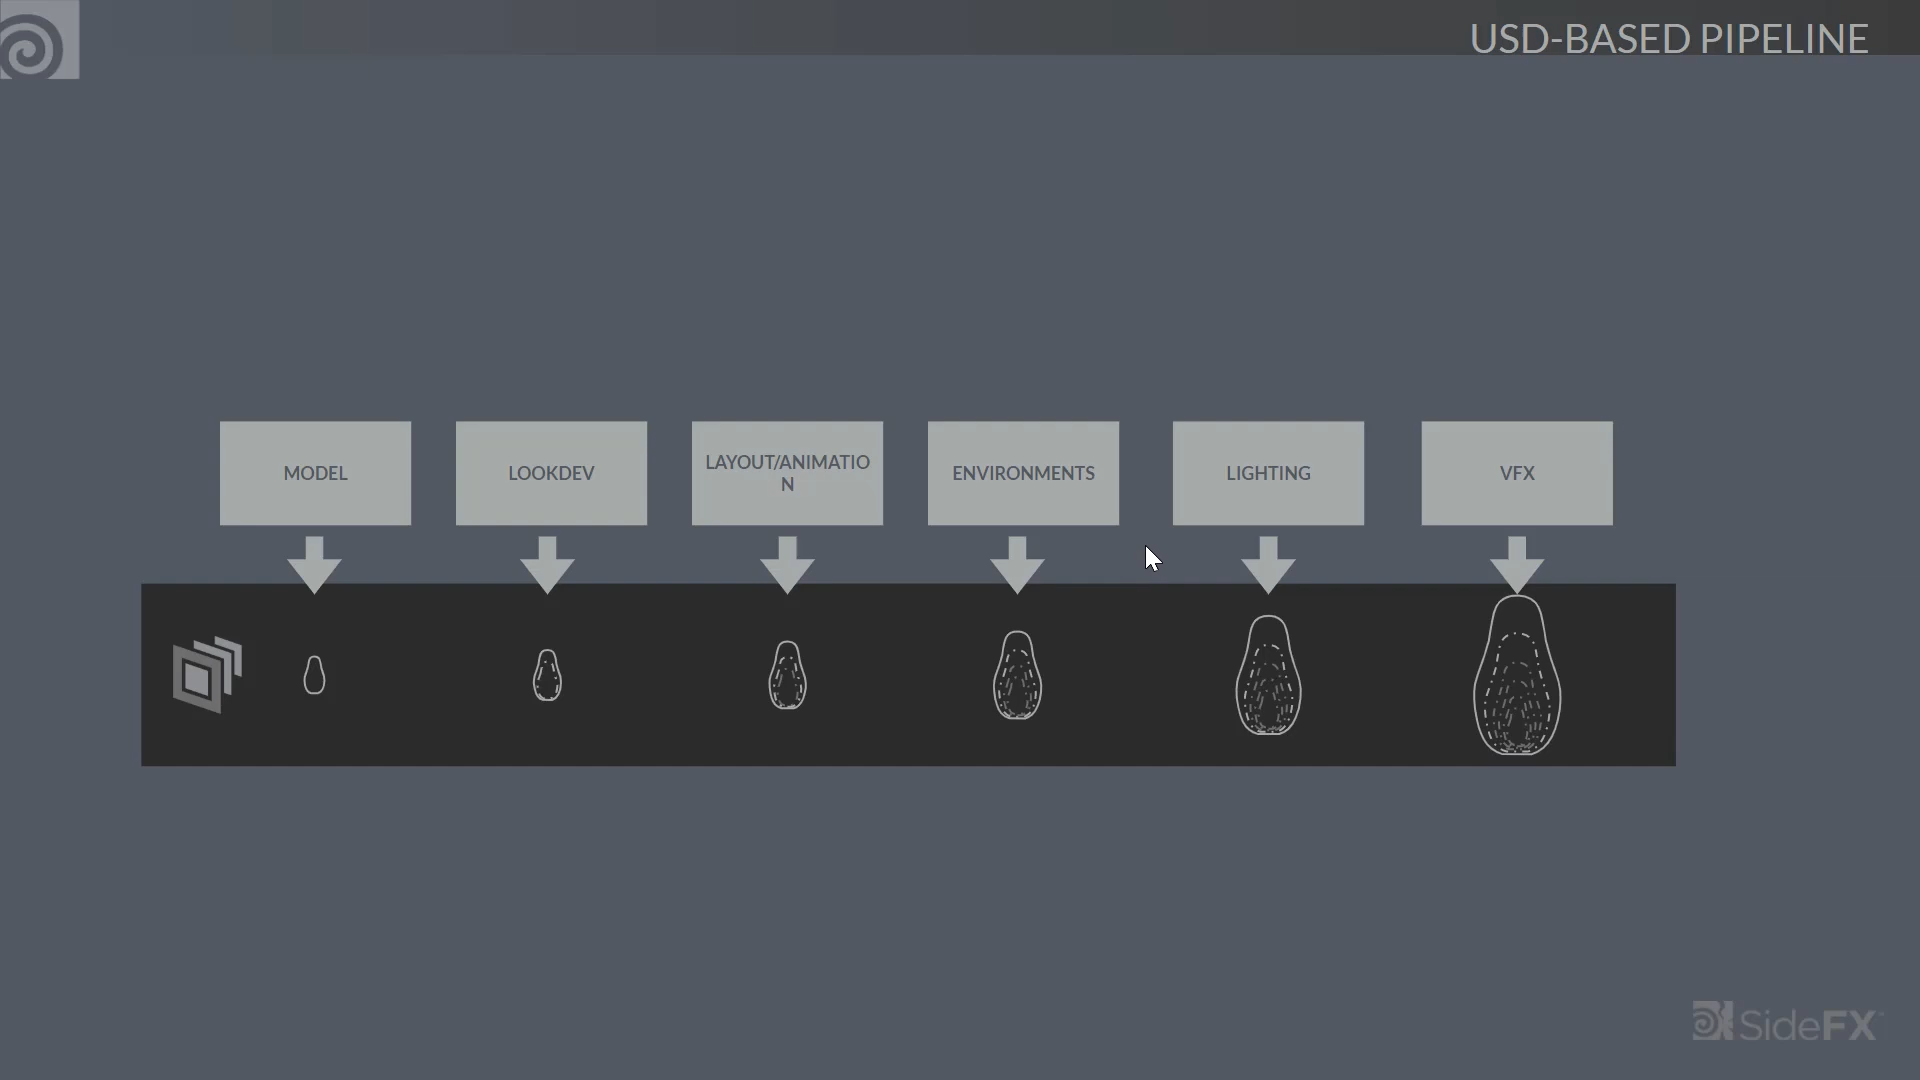 USD-BASED PIPELINE
MODEL
LOOKDEV
LAYOUT/ANIMATIO
N
ENVIRONMENTS
LIGHTING
VFX
SideFX